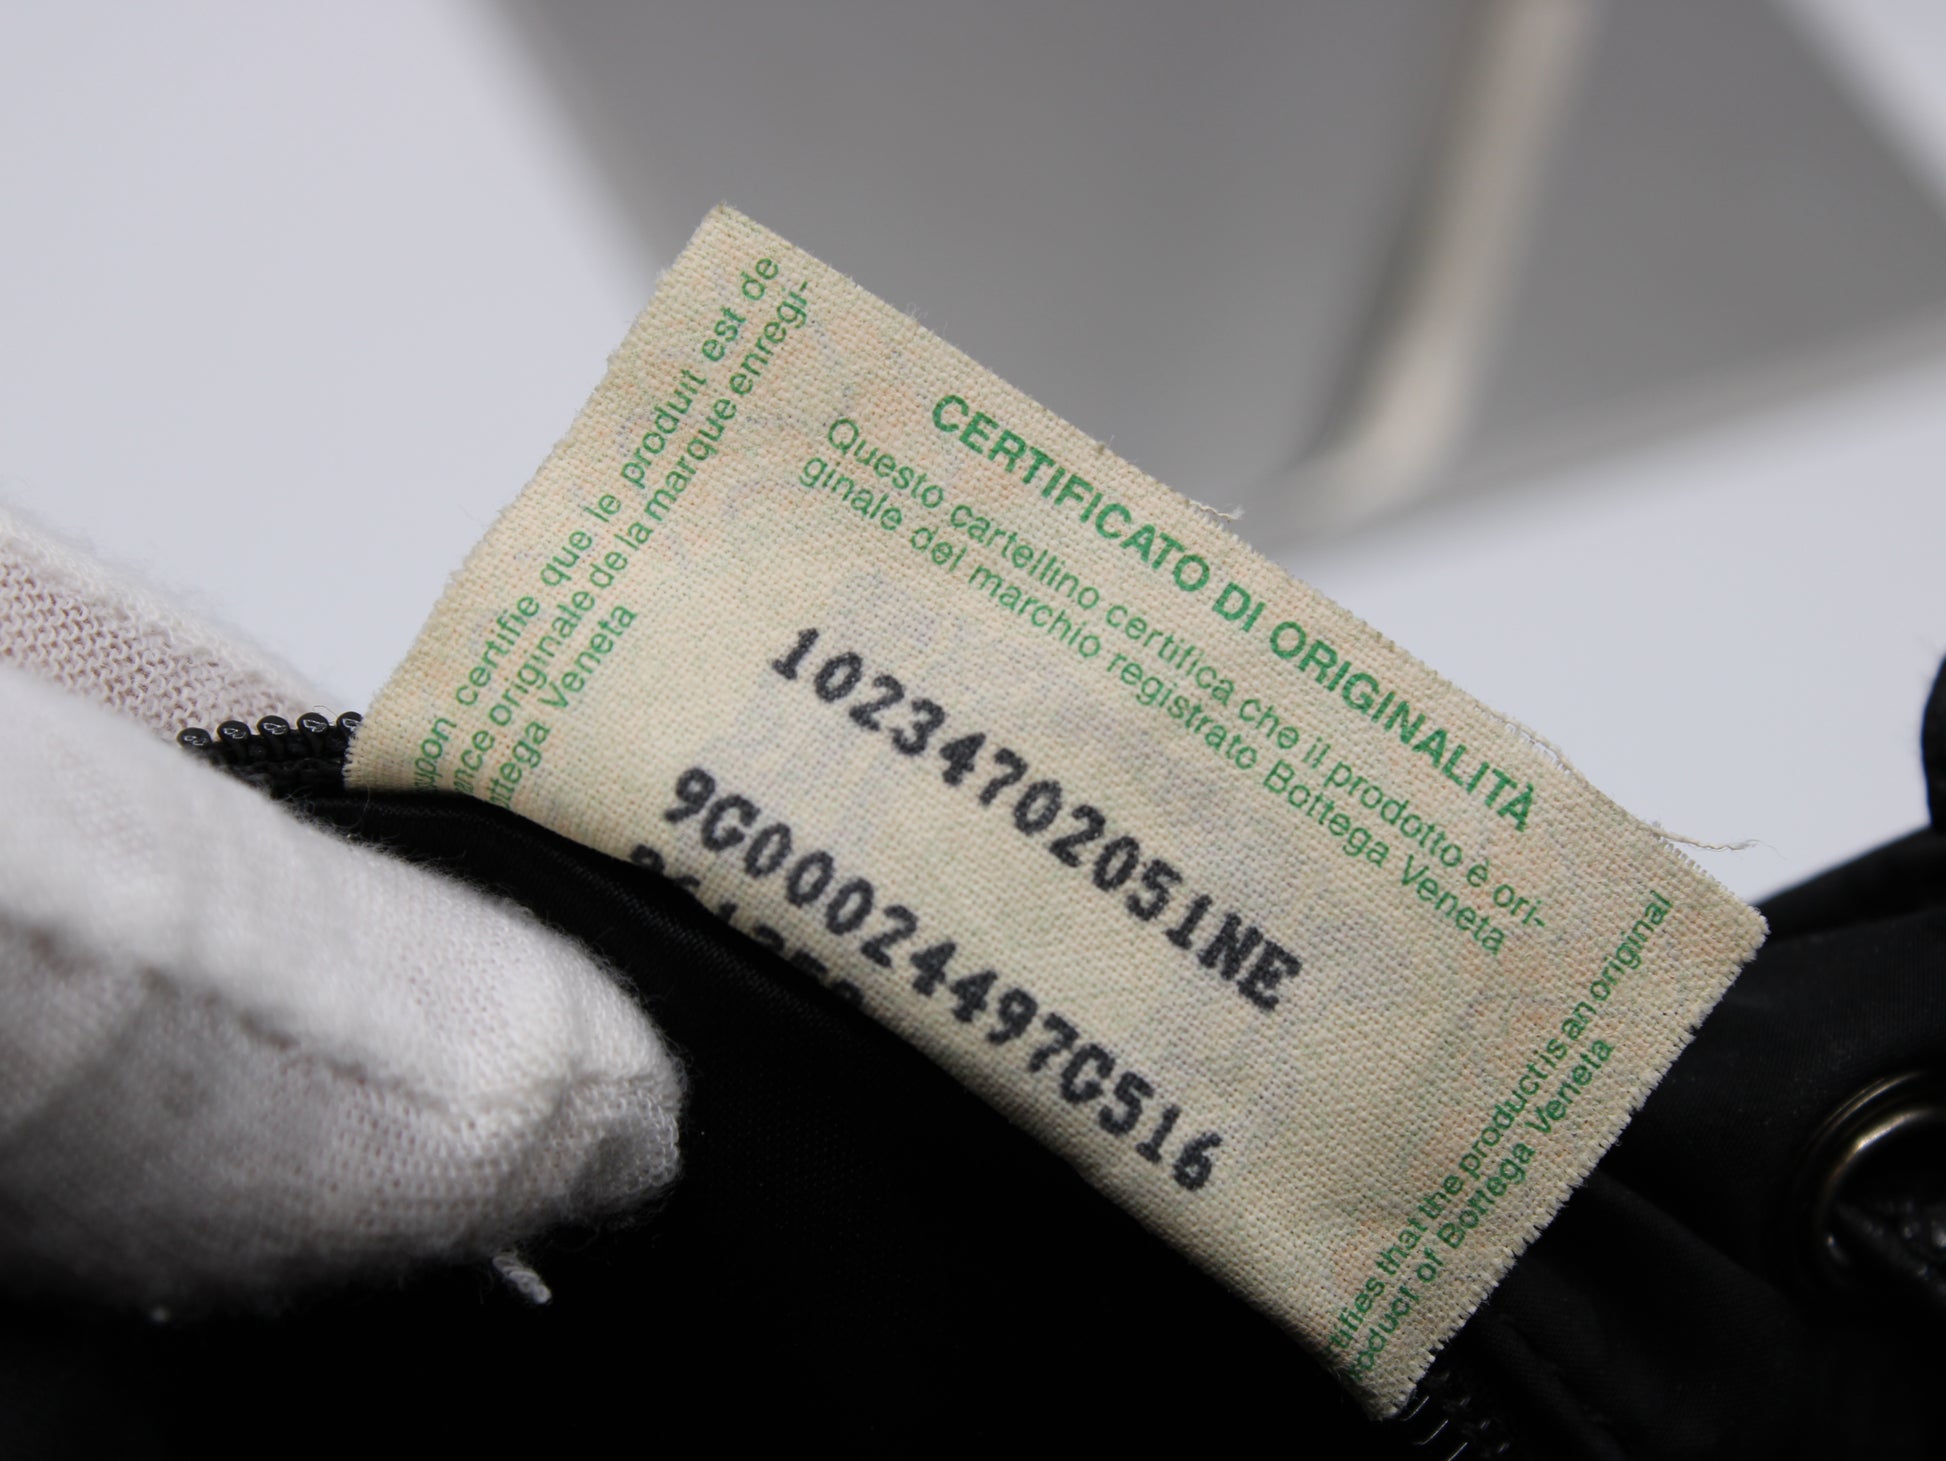 CERTIFICATO DI ORIGINALITÀ
Questo cartellino certifica che il prodotto è ori-
ginale del marchio registrato Bottega Veneta
10234702051NE
9G00024497G516
certifie que le produit est de
originale de la marque enregi-
Bottega Veneta
that the product is an original
product of Bottega Veneta